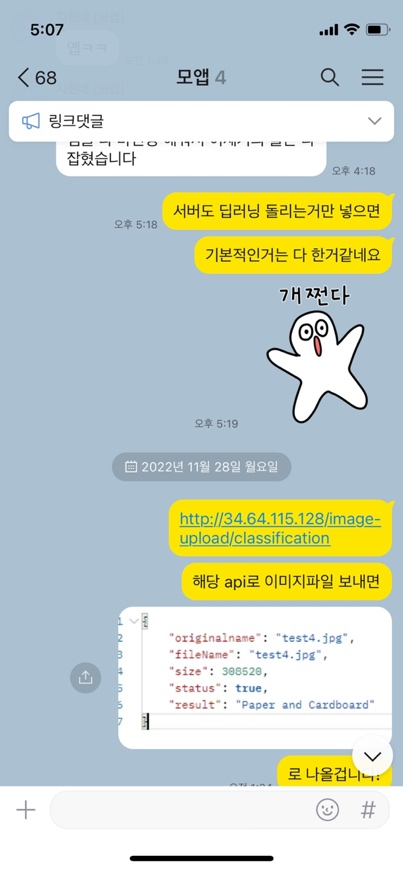 5:07
68
모앱 4
링크댓글
잡혔습니다
오후 4:18
서버도 딥러닝 돌리는거만 넣으면
오후 5:18
기본적인거는 다 한거같네요
개쩐다
오후 5:19
2022년 11월 28일 월요일
http://34.64.115.128/image-
upload/classification
해당 api로 이미지파일 보내면
1 {
2 "originalname": "test4.jpg",
3 "fileName": "test4.jpg",
4 "size": 308520,
5 "status": true,
6 "result": "Paper and Cardboard"
7 }
로 나올겁니다!
#